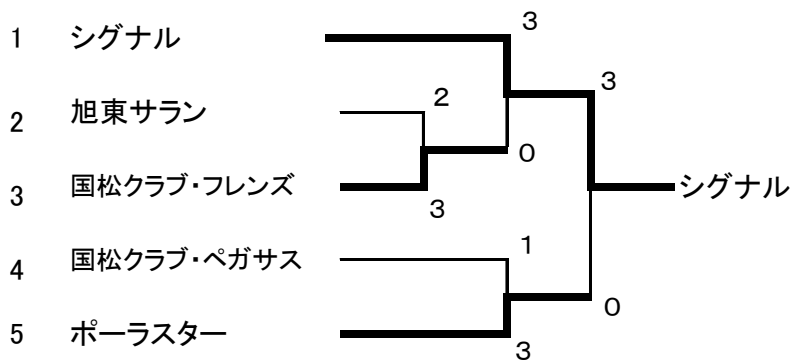 3
1 シグナル
3
2
2 旭東サラン
0
3 国松クラブ・フレンズ
シグナル
3
1
4 国松クラブ・ペガサス
0
5 ポーラスター
3